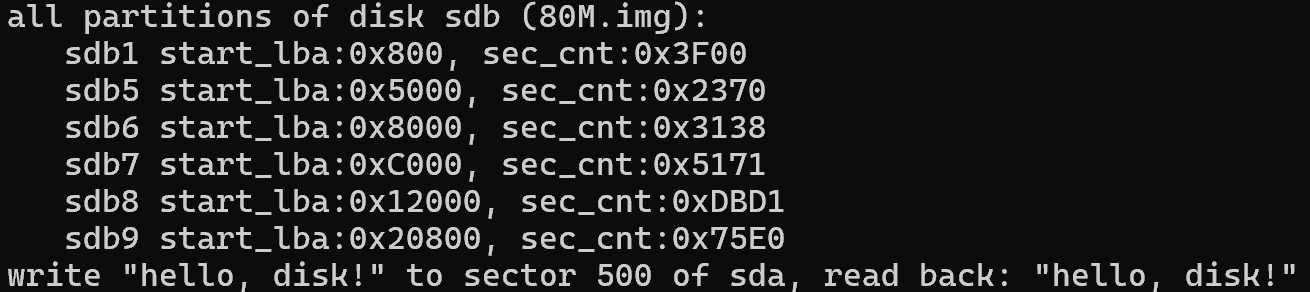 all partitions of disk sdb (80M.img):
   sdb1 start_lba:0x800, sec_cnt:0x3F00
   sdb5 start_lba:0x5000, sec_cnt:0x2370
   sdb6 start_lba:0x8000, sec_cnt:0x3138
   sdb7 start_lba:0xC000, sec_cnt:0x5171
   sdb8 start_lba:0x12000, sec_cnt:0xDBD1
   sdb9 start_lba:0x20800, sec_cnt:0x75E0
write "hello, disk!" to sector 500 of sda, read back: "hello, disk!"